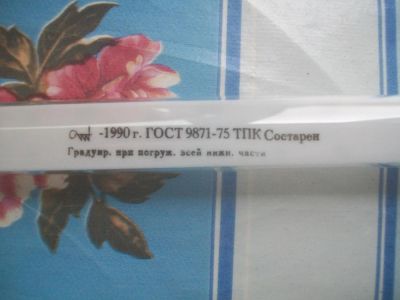 -1990 г. ГОСТ 9871-75 ТПК Состарен
Градуир. при погруж. всей нижн. части